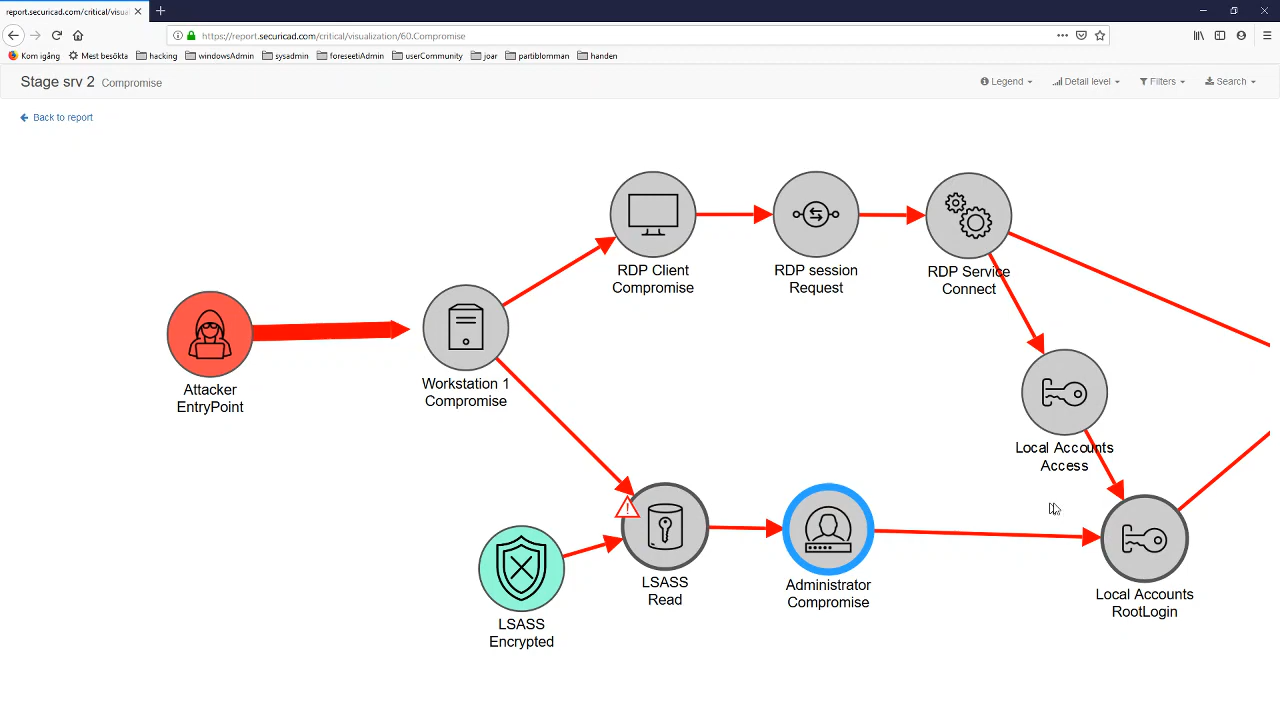 report.securicad.com/critical/visua
https://report.securicad.com/critical/visualization/60.Compromise
Kom igång
Mest besökta
hacking
windowsAdmin
sysadmin
foreseetiAdmin
userCommunity
joar
partiblomman
handen
Stage srv 2 Compromise
Legend
Detail level
Filters
Search
Back to report
RDP Client
Compromise
RDP session
Request
RDP Service
Connect
Attacker
EntryPoint
Workstation 1
Compromise
Local Accounts
Access
LSASS
Encrypted
LSASS
Read
Administrator
Compromise
Local Accounts
RootLogin